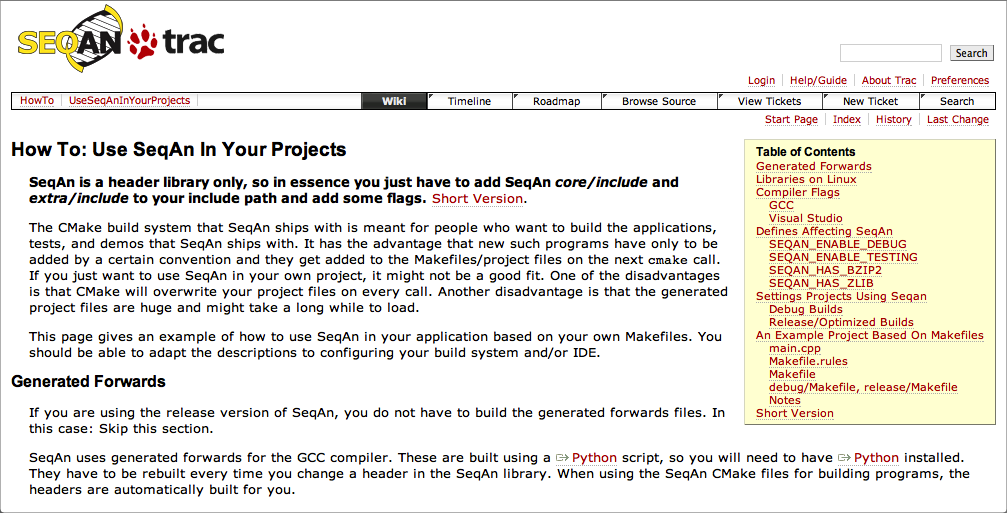 SEQAN trac
Search
Login Help/Guide About Trac Preferences
HowTo UseSeqAnInYourProjects Wiki Timeline Roadmap Browse Source View Tickets New Ticket Search
Start Page Index History Last Change
How To: Use SeqAn In Your Projects
SeqAn is a header library only, so in essence you just have to add SeqAn core/include and
extra/include to your include path and add some flags. Short Version.
The CMake build system that SeqAn ships with is meant for people who want to build the applications,
tests, and demos that SeqAn ships with. It has the advantage that new such programs have only to be
added by a certain convention and they get added to the Makefiles/project files on the next cmake call.
If you just want to use SeqAn in your own project, it might not be a good fit. One of the disadvantages
is that CMake will overwrite your project files on every call. Another disadvantage is that the generated
project files are huge and might take a long while to load.
This page gives an example of how to use SeqAn in your application based on your own Makefiles. You
should be able to adapt the descriptions to configuring your build system and/or IDE.
Generated Forwards
If you are using the release version of SeqAn, you do not have to build the generated forwards files. In
this case: Skip this section.
SeqAn uses generated forwards for the GCC compiler. These are built using a Python script, so you will need to have Python installed.
They have to be rebuilt every time you change a header in the SeqAn library. When using the SeqAn CMake files for building programs, the
headers are automatically built for you.
Table of Contents
Generated Forwards
Libraries on Linux
Compiler Flags
GCC
Visual Studio
Defines Affecting SeqAn
SEQAN_ENABLE_DEBUG
SEQAN_ENABLE_TESTING
SEQAN_HAS_BZIP2
SEQAN_HAS_ZLIB
Settings Projects Using Seqan
Debug Builds
Release/Optimized Builds
An Example Project Based On Makefiles
main.cpp
Makefile.rules
Makefile
debug/Makefile, release/Makefile
Notes
Short Version